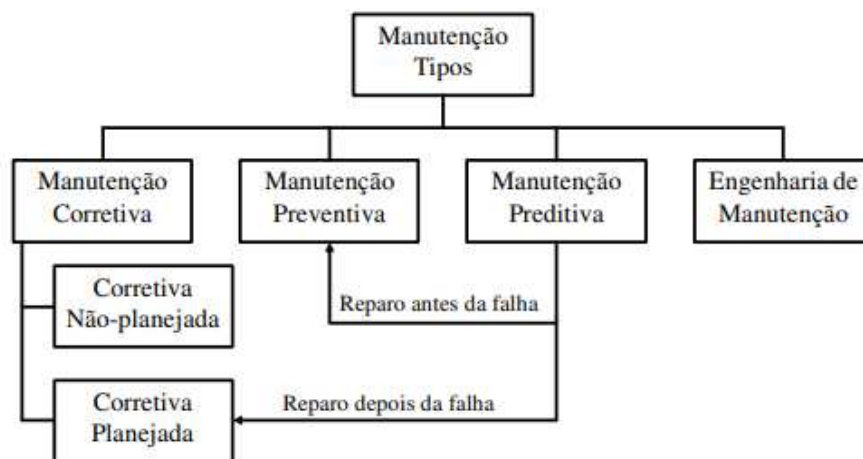 Manutenção
Tipos
Manutenção
Corretiva
Manutenção
Preventiva
Manutenção
Preditiva
Engenharia de
Manutenção
Corretiva
Não-planejada
Reparo antes da falha
Corretiva
Planejada
Reparo depois da falha